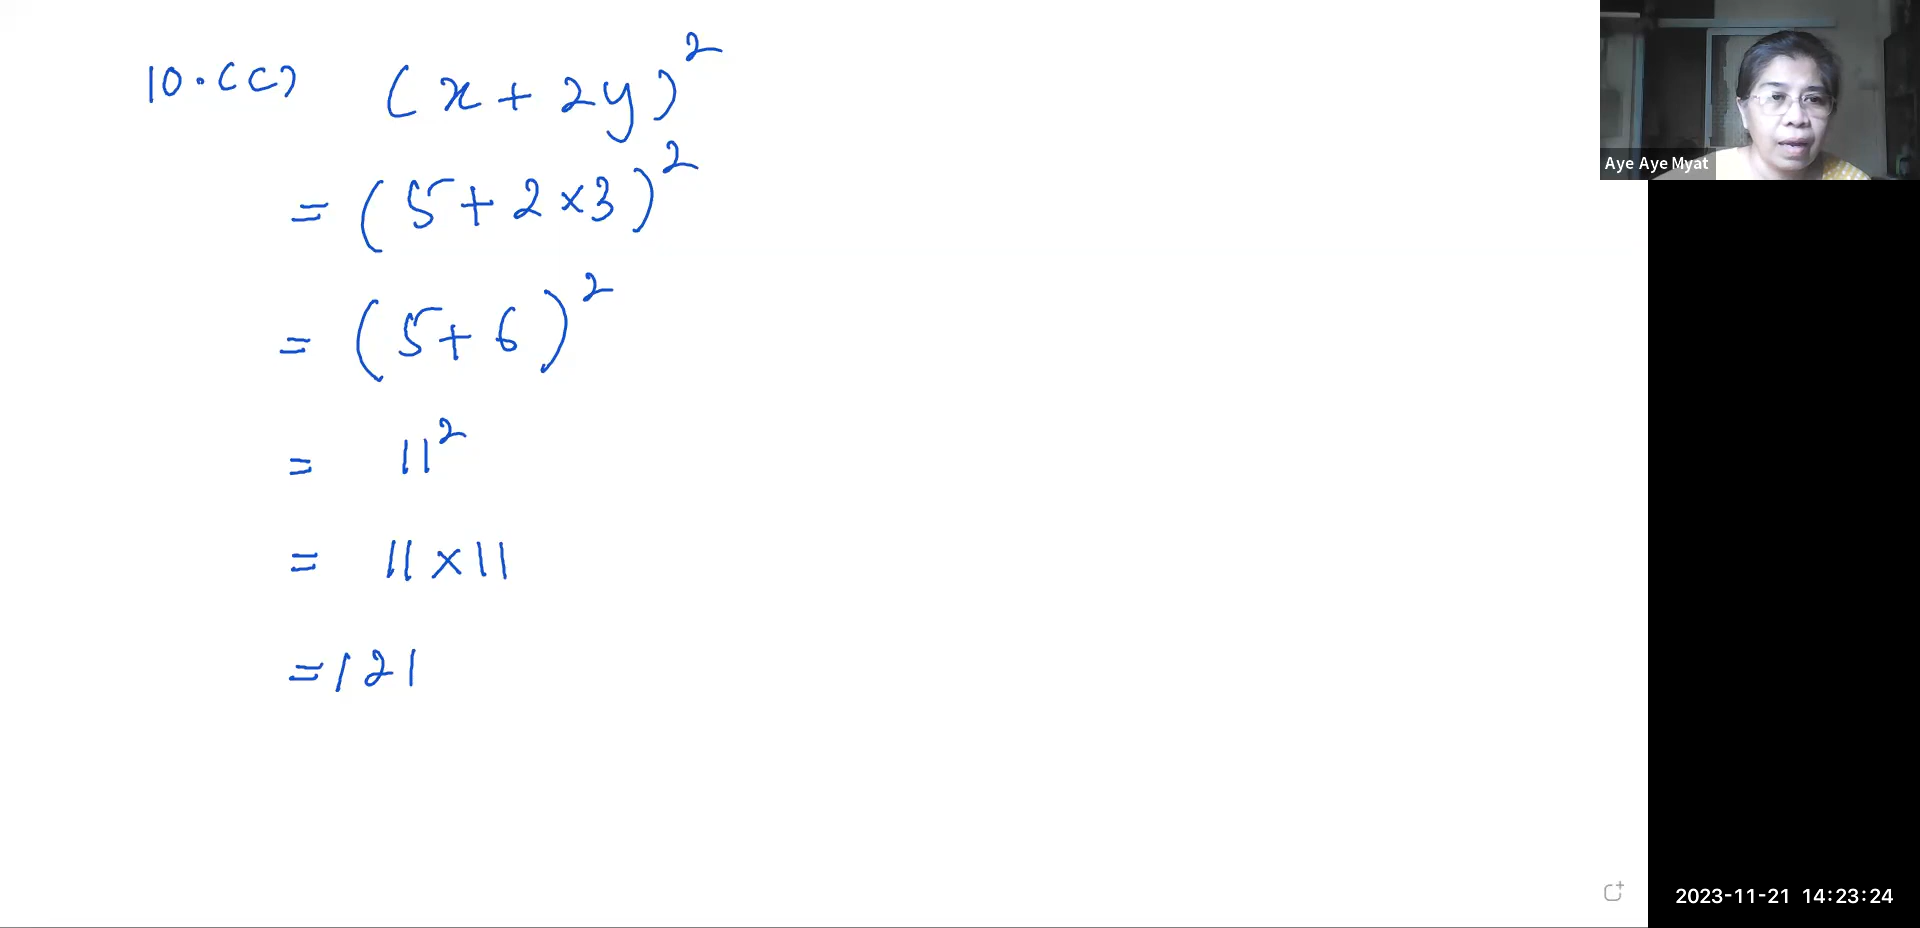 10.(c) (x + 2y)²
= (5 + 2 × 3)²
= (5 + 6)²
= 11²
= 11 × 11
= 121
Aye Aye Myat
2023-11-21 14:23:24